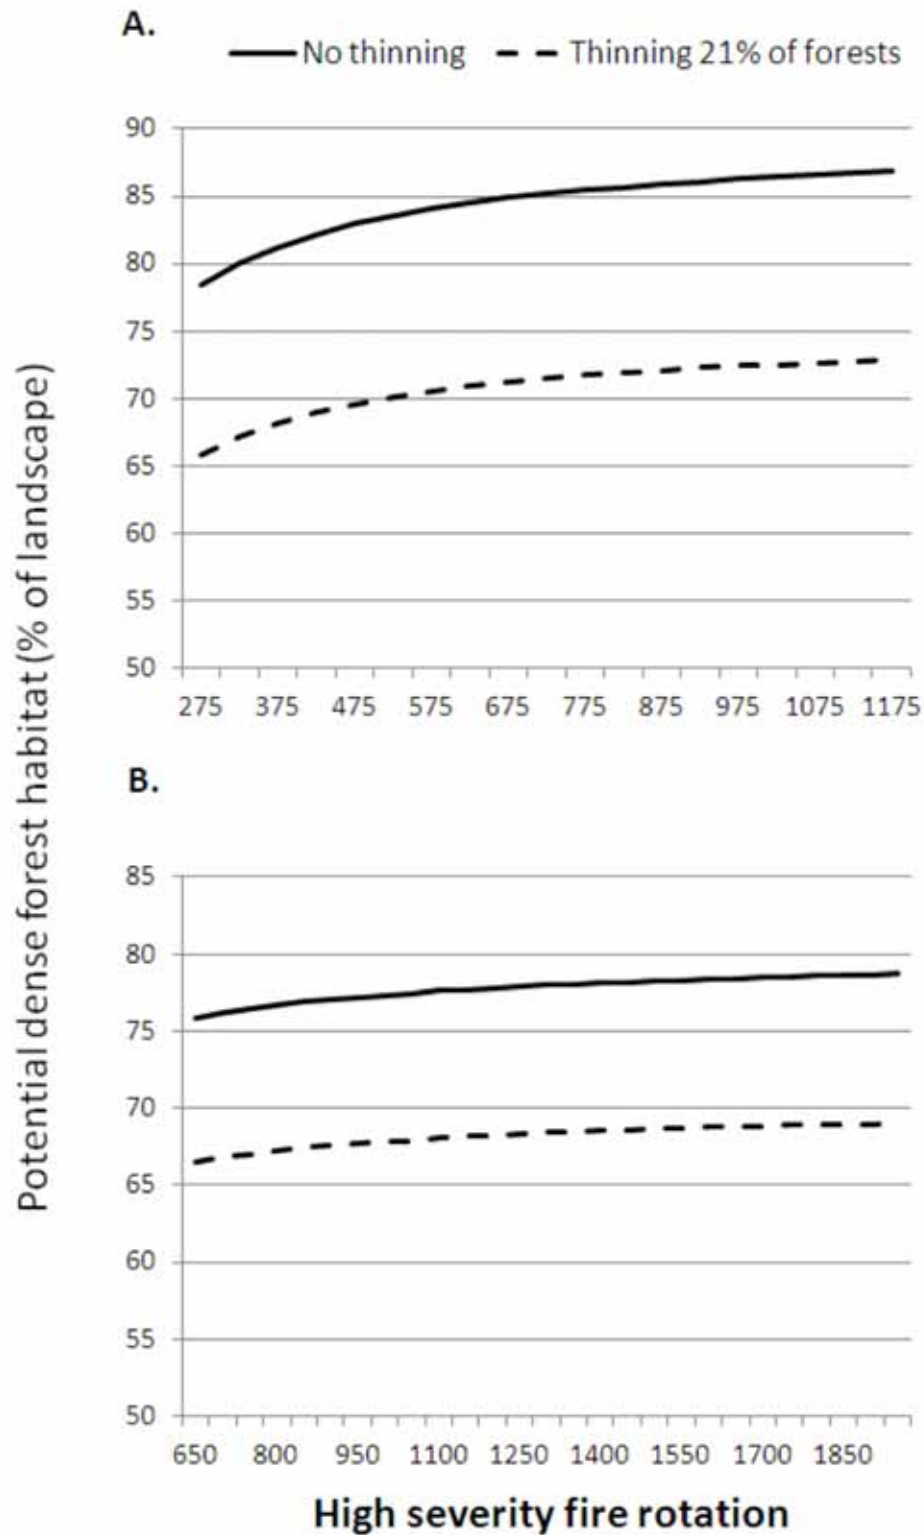 A.
No thinning Thinning 21% of forests
90
85
80
75
70
65
60
55
50
275 375 475 575 675 775 875 975 1075 1175
Potential dense forest habitat (% of landscape)
B.
85
80
75
70
65
60
55
50
650 800 950 1100 1250 1400 1550 1700 1850
High severity fire rotation